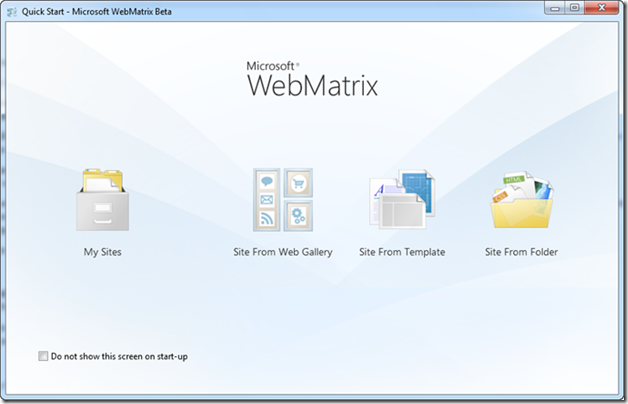 Quick Start - Microsoft WebMatrix Beta
Microsoft®
WebMatrix
HTML
My Sites
Site From Web Gallery
Site From Template
Site From Folder
Do not show this screen on start-up